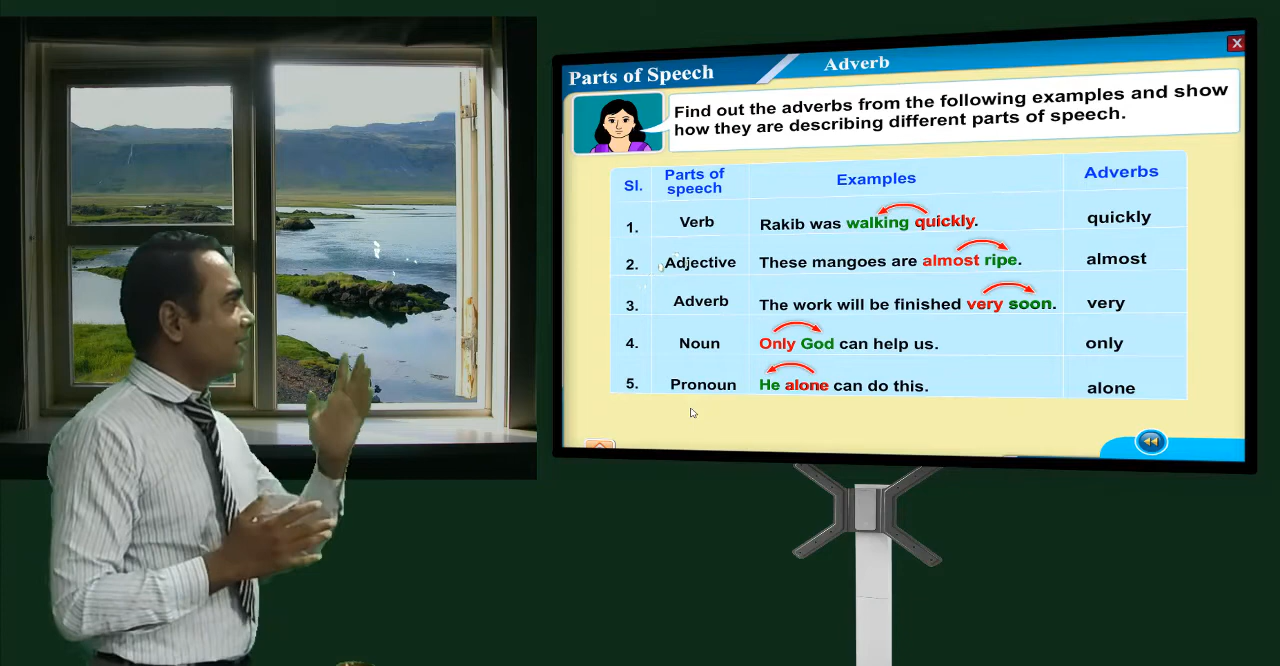 Parts of Speech
Adverb
X
Find out the adverbs from the following examples and show
how they are describing different parts of speech.
Sl. Parts of speech Examples Adverbs
1. Verb Rakib was walking quickly. quickly
2. Adjective These mangoes are almost ripe. almost
3. Adverb The work will be finished very soon. very
4. Noun Only God can help us. only
5. Pronoun He alone can do this. alone